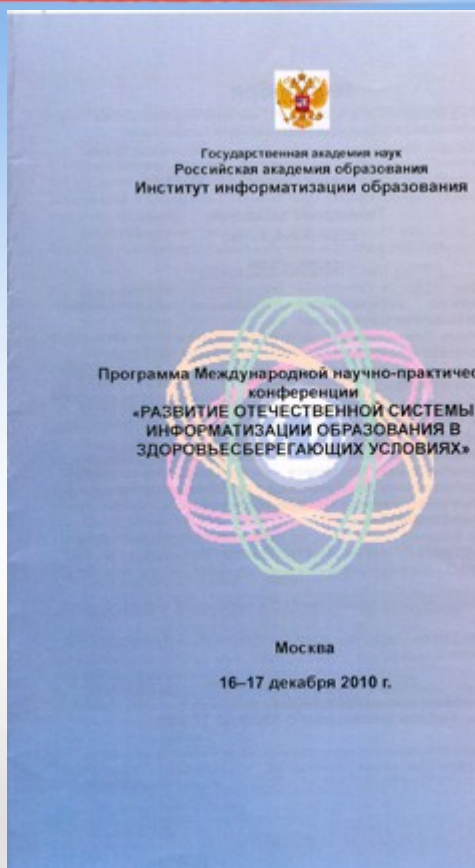 Государственная академия наук
Российская академия образования
Институт информатизации образования
Программа Международной научно-практичес
конференции
«РАЗВИТИЕ ОТЕЧЕСТВЕННОЙ СИСТЕМЫ
ИНФОРМАТИЗАЦИИ ОБРАЗОВАНИЯ В
ЗДОРОВЬЕСБЕРЕГАЮЩИХ УСЛОВИЯХ»
Москва
16–17 декабря 2010 г.